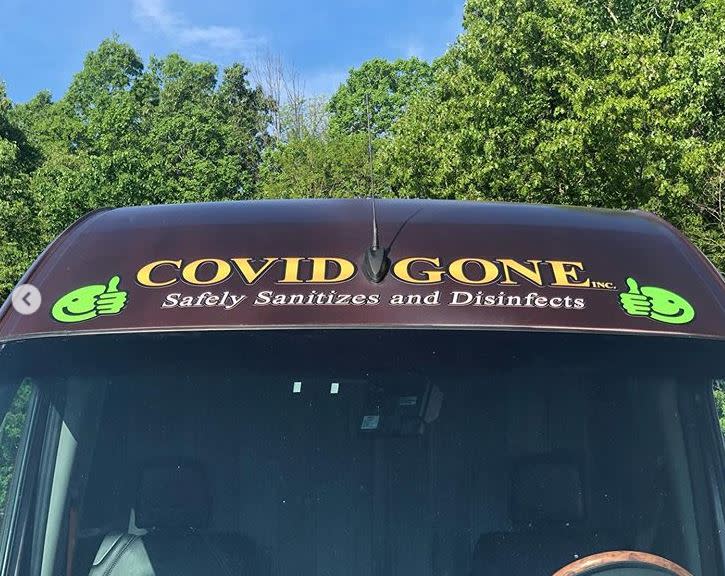 COVID GONE INC.
Safely Sanitizes and Disinfects